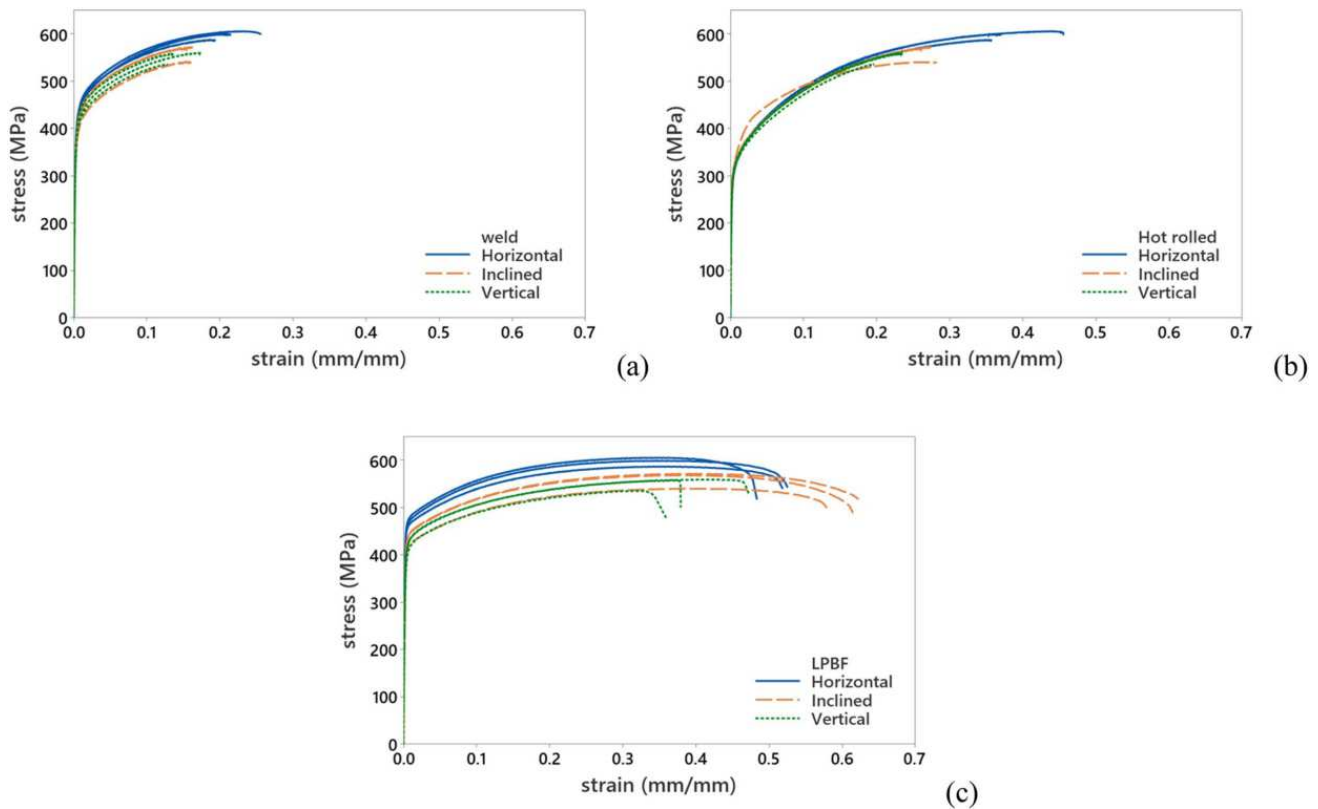 600
500
400
300
200
100
0
stress (MPa)
weld
Horizontal
Inclined
Vertical
0.0 0.1 0.2 0.3 0.4 0.5 0.6 0.7
strain (mm/mm)
(a)
600
500
400
300
200
100
0
stress (MPa)
Hot rolled
Horizontal
Inclined
Vertical
0.0 0.1 0.2 0.3 0.4 0.5 0.6 0.7
strain (mm/mm)
(b)
600
500
400
300
200
100
0
stress (MPa)
LPBF
Horizontal
Inclined
Vertical
0.0 0.1 0.2 0.3 0.4 0.5 0.6 0.7
strain (mm/mm)
(c)